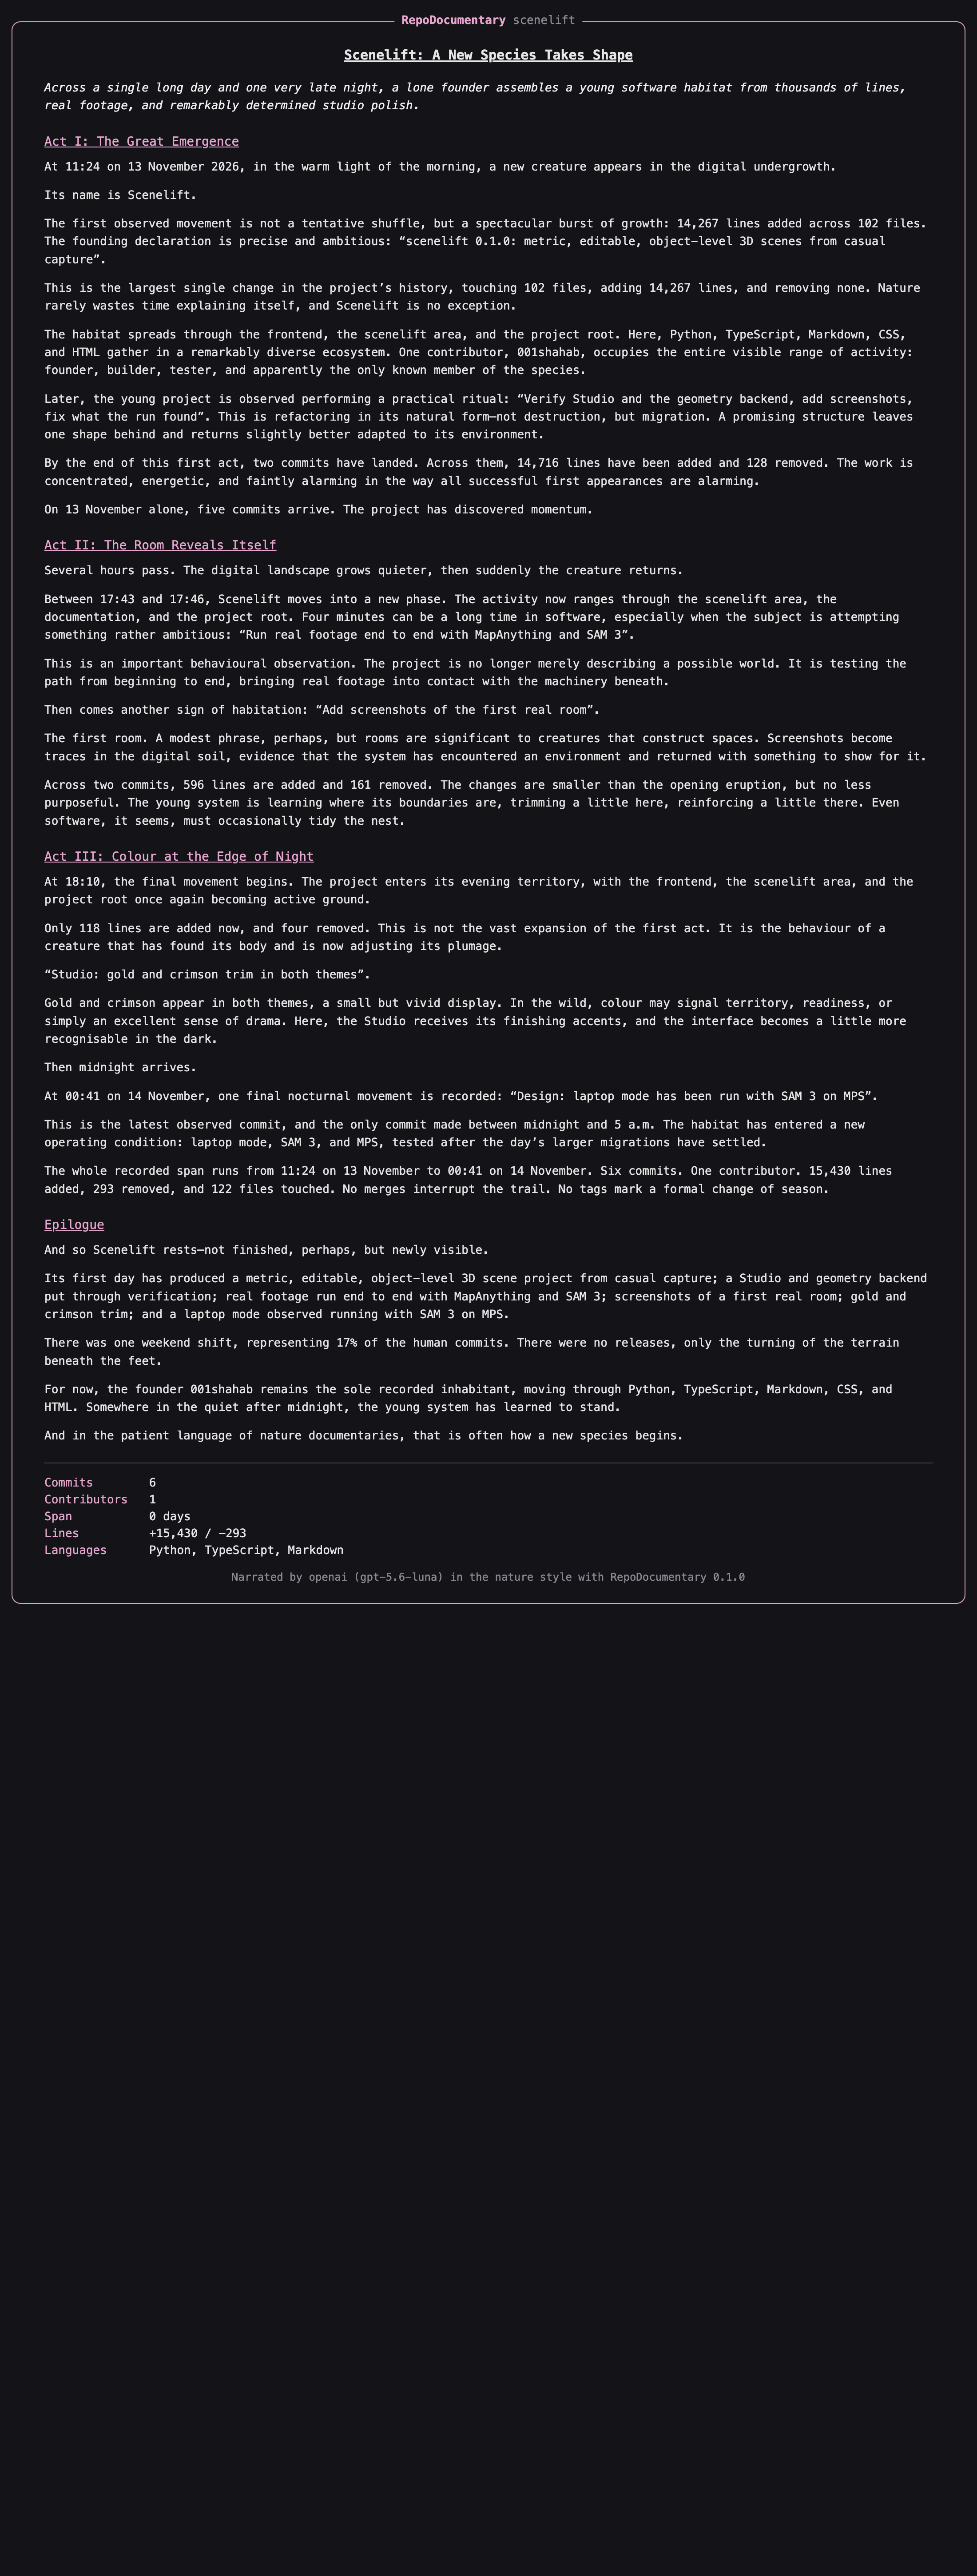 RepoDocumentary scenelift
Scenelift: A New Species Takes Shape
Across a single long day and one very late night, a lone founder assembles a young software habitat from thousands of lines,
real footage, and remarkably determined studio polish.
Act I: The Great Emergence
At 11:24 on 13 November 2026, in the warm light of the morning, a new creature appears in the digital undergrowth.
Its name is Scenelift.
The first observed movement is not a tentative shuffle, but a spectacular burst of growth: 14,267 lines added across 102 files.
The founding declaration is precise and ambitious: “scenelift 0.1.0: metric, editable, object-level 3D scenes from casual
capture”.
This is the largest single change in the project’s history, touching 102 files, adding 14,267 lines, and removing none. Nature
rarely wastes time explaining itself, and Scenelift is no exception.
The habitat spreads through the frontend, the scenelift area, and the project root. Here, Python, TypeScript, Markdown, CSS,
and HTML gather in a remarkably diverse ecosystem. One contributor, 001shahab, occupies the entire visible range of activity:
founder, builder, tester, and apparently the only known member of the species.
Later, the young project is observed performing a practical ritual: “Verify Studio and the geometry backend, add screenshots,
fix what the run found”. This is refactoring in its natural form—not destruction, but migration. A promising structure leaves
one shape behind and returns slightly better adapted to its environment.
By the end of this first act, two commits have landed. Across them, 14,716 lines have been added and 128 removed. The work is
concentrated, energetic, and faintly alarming in the way all successful first appearances are alarming.
On 13 November alone, five commits arrive. The project has discovered momentum.
Act II: The Room Reveals Itself
Several hours pass. The digital landscape grows quieter, then suddenly the creature returns.
Between 17:43 and 17:46, Scenelift moves into a new phase. The activity now ranges through the scenelift area, the
documentation, and the project root. Four minutes can be a long time in software, especially when the subject is attempting
something rather ambitious: “Run real footage end to end with MapAnything and SAM 3”.
This is an important behavioural observation. The project is no longer merely describing a possible world. It is testing the
path from beginning to end, bringing real footage into contact with the machinery beneath.
Then comes another sign of habitation: “Add screenshots of the first real room”.
The first room. A modest phrase, perhaps, but rooms are significant to creatures that construct spaces. Screenshots become
traces in the digital soil, evidence that the system has encountered an environment and returned with something to show for it.
Across two commits, 596 lines are added and 161 removed. The changes are smaller than the opening eruption, but no less
purposeful. The young system is learning where its boundaries are, trimming a little here, reinforcing a little there. Even
software, it seems, must occasionally tidy the nest.
Act III: Colour at the Edge of Night
At 18:10, the final movement begins. The project enters its evening territory, with the frontend, the scenelift area, and the
project root once again becoming active ground.
Only 118 lines are added now, and four removed. This is not the vast expansion of the first act. It is the behaviour of a
creature that has found its body and is now adjusting its plumage.
“Studio: gold and crimson trim in both themes”.
Gold and crimson appear in both themes, a small but vivid display. In the wild, colour may signal territory, readiness, or
simply an excellent sense of drama. Here, the Studio receives its finishing accents, and the interface becomes a little more
recognisable in the dark.
Then midnight arrives.
At 00:41 on 14 November, one final nocturnal movement is recorded: “Design: laptop mode has been run with SAM 3 on MPS”.
This is the latest observed commit, and the only commit made between midnight and 5 a.m. The habitat has entered a new
operating condition: laptop mode, SAM 3, and MPS, tested after the day’s larger migrations have settled.
The whole recorded span runs from 11:24 on 13 November to 00:41 on 14 November. Six commits. One contributor. 15,430 lines
added, 293 removed, and 122 files touched. No merges interrupt the trail. No tags mark a formal change of season.
Epilogue
And so Scenelift rests—not finished, perhaps, but newly visible.
Its first day has produced a metric, editable, object-level 3D scene project from casual capture; a Studio and geometry backend
put through verification; real footage run end to end with MapAnything and SAM 3; screenshots of a first real room; gold and
crimson trim; and a laptop mode observed running with SAM 3 on MPS.
There was one weekend shift, representing 17% of the human commits. There were no releases, only the turning of the terrain
beneath the feet.
For now, the founder 001shahab remains the sole recorded inhabitant, moving through Python, TypeScript, Markdown, CSS, and
HTML. Somewhere in the quiet after midnight, the young system has learned to stand.
And in the patient language of nature documentaries, that is often how a new species begins.
Commits 6
Contributors 1
Span 0 days
Lines +15,430 / −293
Languages Python, TypeScript, Markdown
Narrated by openai (gpt-5.6-luna) in the nature style with RepoDocumentary 0.1.0